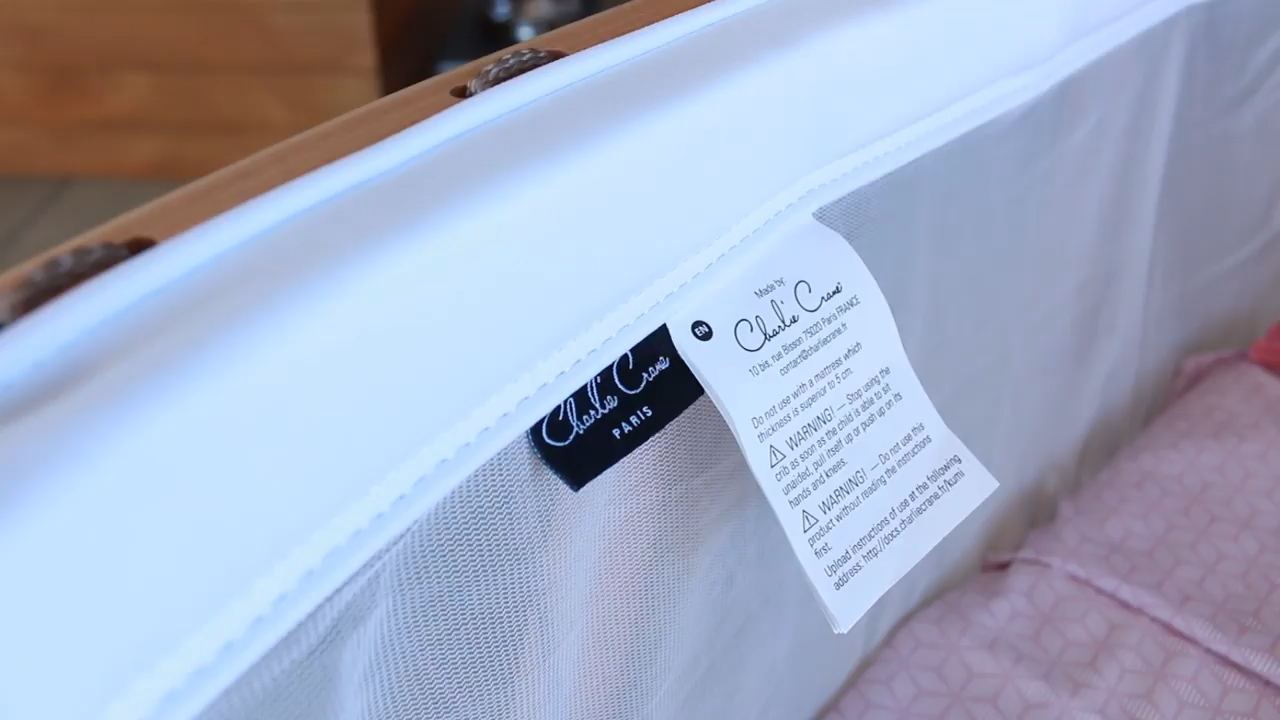 Charlie Crane
PARIS
EN
Made by
Charlie Crane
10 bis, rue Bisson 75020 Paris FRANCE
contact@charliecrane.fr
Do not use with a mattress which
thickness is superior to 5 cm.
WARNING! — Stop using the
crib as soon as the child is able to sit
unaided, pull itself up or push up on its
hands and knees.
WARNING! — Do not use this
product without reading the instructions
first.
Upload instructions of use at the following
address: http://docs.charliecrane.fr/kumi